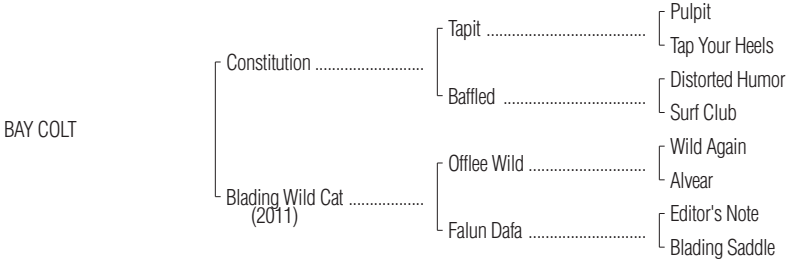 Pulpit
Tapit ......................................
Tap Your Heels
Constitution ..........................
Distorted Humor
Baffled ..................................
Surf Club
BAY COLT
Wild Again
Offlee Wild ............................
Alvear
Blading Wild Cat ..................
(2011)
Editor's Note
Falun Dafa ............................
Blading Saddle